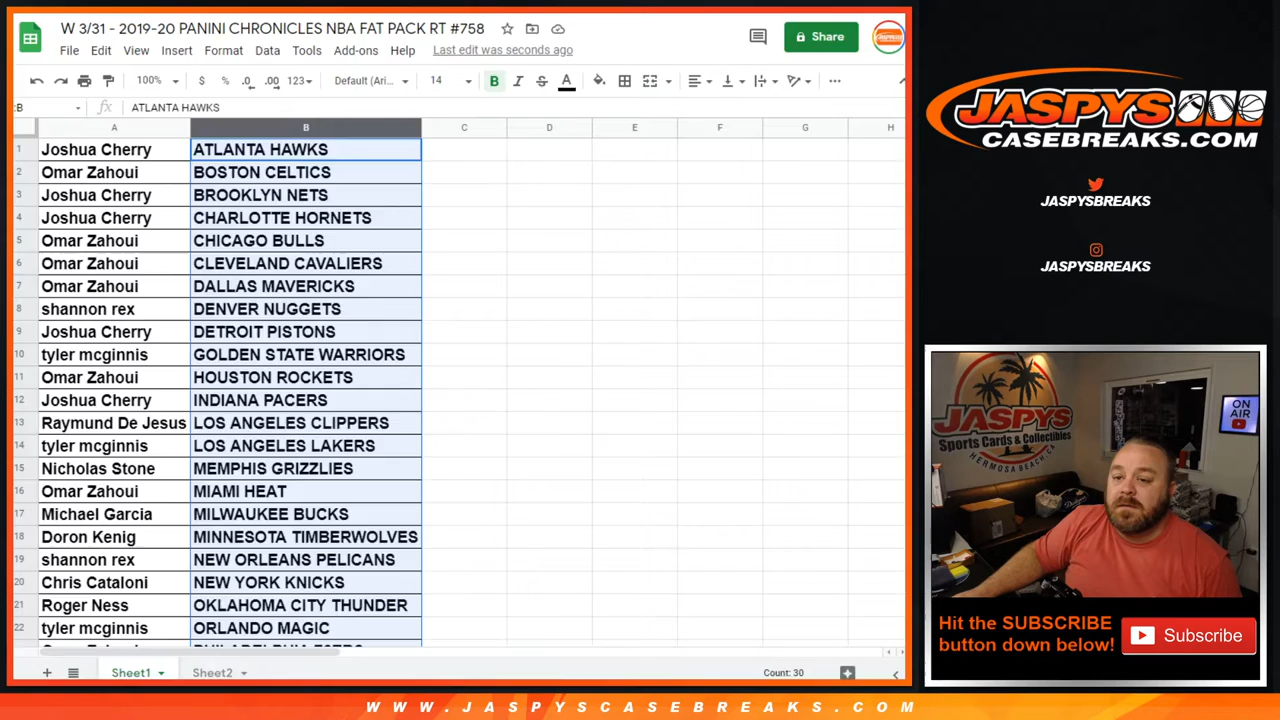 W 3/31 - 2019-20 PANINI CHRONICLES NBA FAT PACK RT #758
File Edit View Insert Format Data Tools Add-ons Help Last edit was seconds ago
Share
100% $ % .0 .00 123 Default (Ari... 14 B I S A
:B fx ATLANTA HAWKS
A B C D E F G H
1 Joshua Cherry ATLANTA HAWKS
2 Omar Zahoui BOSTON CELTICS
3 Joshua Cherry BROOKLYN NETS
4 Joshua Cherry CHARLOTTE HORNETS
5 Omar Zahoui CHICAGO BULLS
6 Omar Zahoui CLEVELAND CAVALIERS
7 Omar Zahoui DALLAS MAVERICKS
8 shannon rex DENVER NUGGETS
9 Joshua Cherry DETROIT PISTONS
10 tyler mcginnis GOLDEN STATE WARRIORS
11 Omar Zahoui HOUSTON ROCKETS
12 Joshua Cherry INDIANA PACERS
13 Raymund De Jesus LOS ANGELES CLIPPERS
14 tyler mcginnis LOS ANGELES LAKERS
15 Nicholas Stone MEMPHIS GRIZZLIES
16 Omar Zahoui MIAMI HEAT
17 Michael Garcia MILWAUKEE BUCKS
18 Doron Kenig MINNESOTA TIMBERWOLVES
19 shannon rex NEW ORLEANS PELICANS
20 Chris Cataloni NEW YORK KNICKS
21 Roger Ness OKLAHOMA CITY THUNDER
22 tyler mcginnis ORLANDO MAGIC
Sheet1 Sheet2 Count: 30
JASPYS
CASEBREAKS.COM
JASPYSBREAKS
JASPYSBREAKS
JASPYS
Sports Cards & Collectibles
HERMOSA BEACH, CA
ON
AIR
Hit the SUBSCRIBE
button down below!
Subscribe
WWW.JASPYSCASEBREAKS.COM